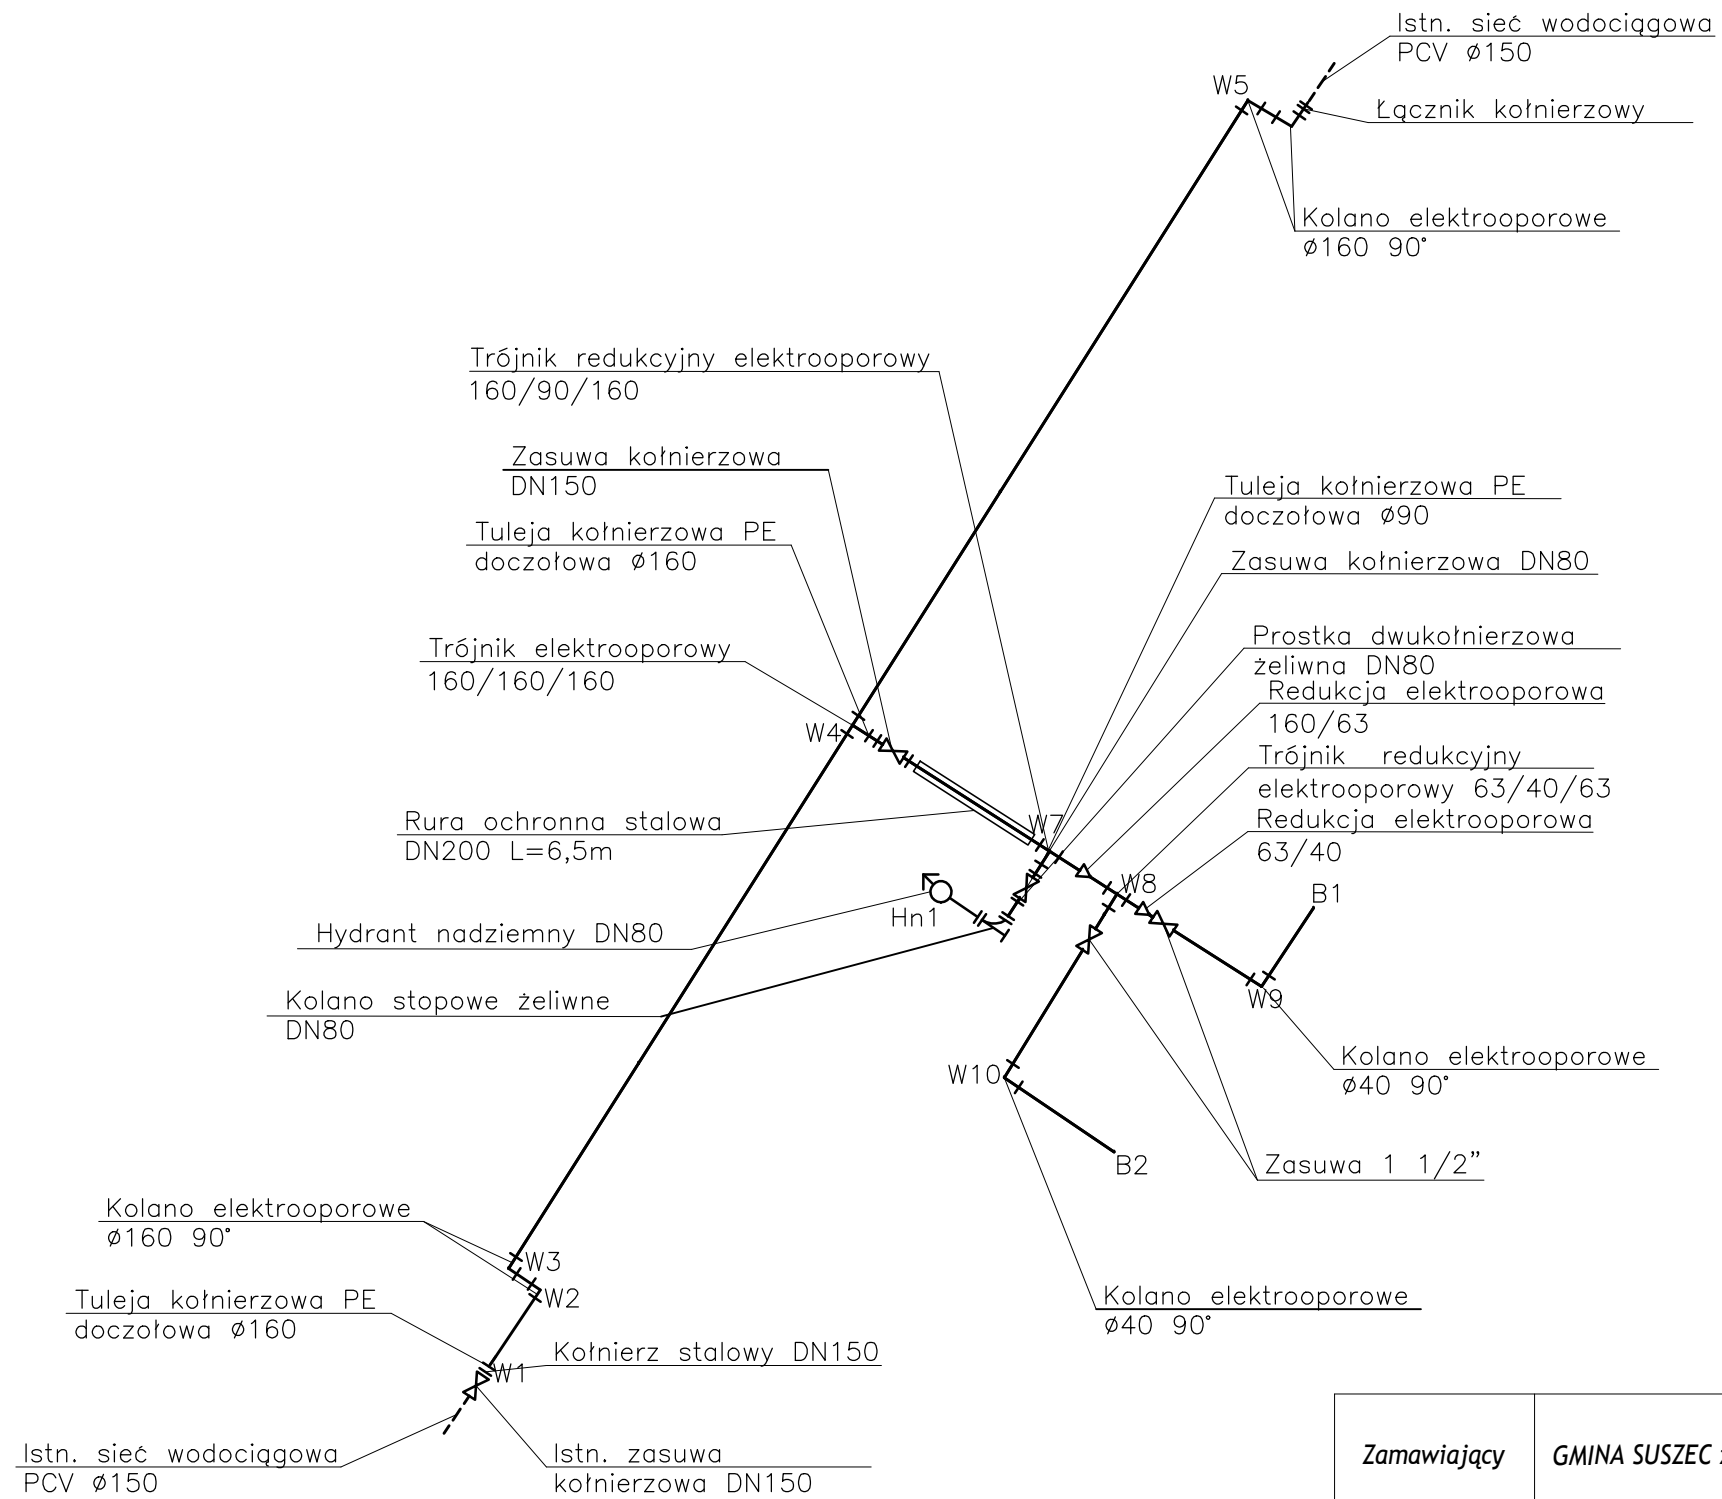 Istn. sieć wodociągowa
PCV ø150
W5
Łącznik kołnierzowy
Kolano elektrooporowe
ø160 90°
Trójnik redukcyjny elektrooporowy
160/90/160
Zasuwa kołnierzowa
DN150
Tuleja kołnierzowa PE
doczołowa ø90
Tuleja kołnierzowa PE
doczołowa ø160
Zasuwa kołnierzowa DN80
Trójnik elektrooporowy
160/160/160
Prostka dwukołnierzowa
żeliwna DN80
Redukcja elektrooporowa
160/63
W4
Trójnik redukcyjny
elektrooporowy 63/40/63
Rura ochronna stalowa
DN200 L=6,5m
W7
Redukcja elektrooporowa
63/40
W8
B1
Hn1
Hydrant nadziemny DN80
Kolano stopowe żeliwne
DN80
W9
Kolano elektrooporowe
ø40 90°
W10
B2
Zasuwa 1 1/2”
Kolano elektrooporowe
ø160 90°
W3
W2
Tuleja kołnierzowa PE
doczołowa ø160
Kolano elektrooporowe
ø40 90°
Kołnierz stalowy DN150
W1
Istn. sieć wodociągowa
PCV ø150
Istn. zasuwa
kołnierzowa DN150
Zamawiający
GMINA SUSZEC